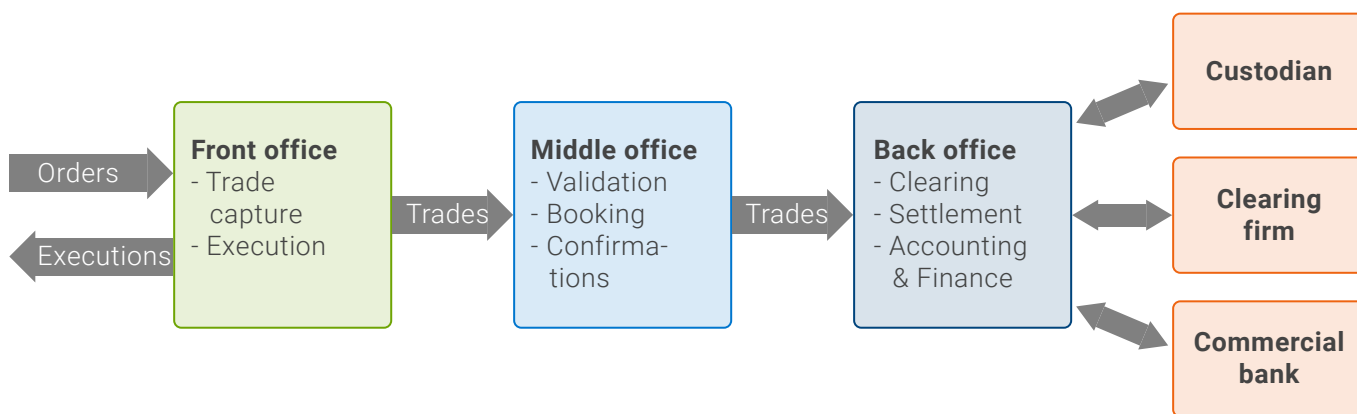 Orders
Executions
Front office
- Trade
capture
- Execution
Trades
Middle office
- Validation
- Booking
- Confirma-
tions
Trades
Back office
- Clearing
- Settlement
- Accounting
& Finance
Custodian
Clearing
firm
Commercial
bank